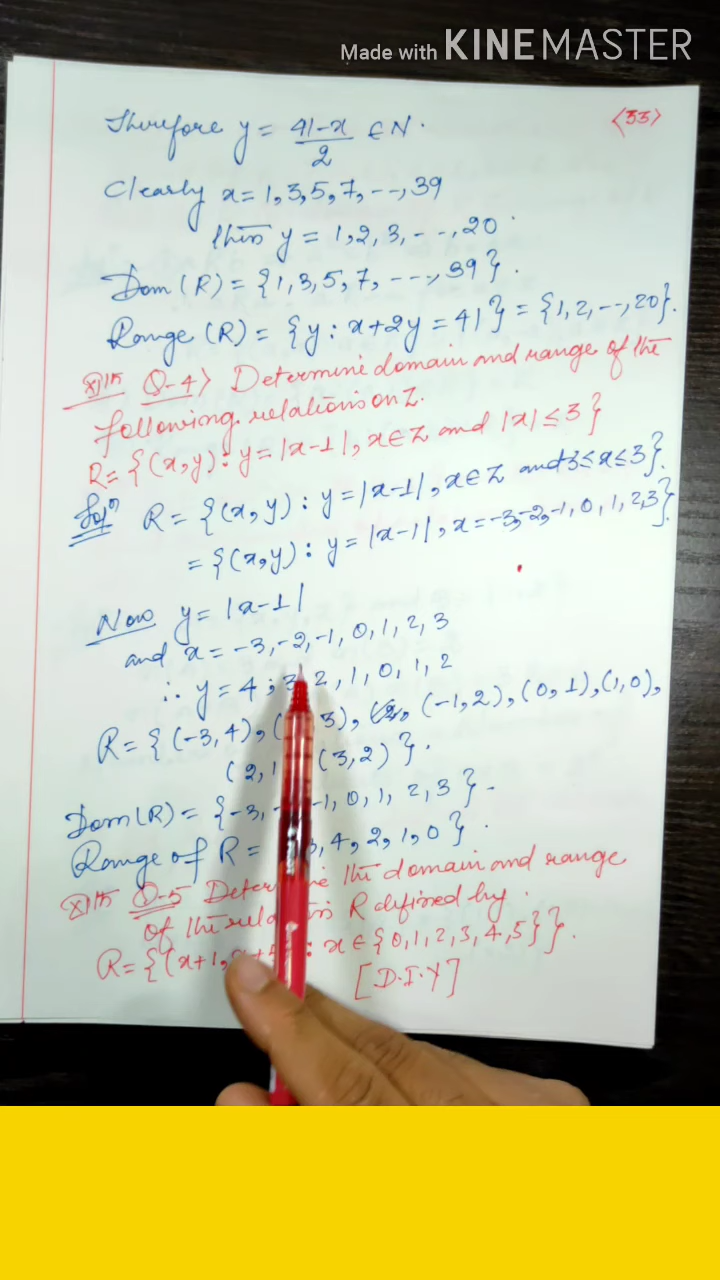 Made with KINEMASTER
<33>
Therefore y = 41-x/2 ∈ N.
Clearly x = 1, 3, 5, 7, --, 39
then y = 1, 2, 3, ---, 20.
Dom (R) = {1, 3, 5, 7, ---, 39}.
Range (R) = {y : x+2y = 41} = {1, 2, --, 20}.
XIth Q-4> Determine domain and range of the
following relations on Z.
R = {(x, y) : y = |x-1|, x ∈ Z and |x| ≤ 3}
Sol^n R = {(x, y) : y = |x-1|, x ∈ Z and -3 ≤ x ≤ 3}.
= {(x, y) : y = |x-1|, x = -3, -2, -1, 0, 1, 2, 3}
Now y = |x-1|
and x = -3, -2, -1, 0, 1, 2, 3
∴ y = 4, 3, 2, 1, 0, 1, 2
R = {(-3, 4), ( 3), (-1, 2), (0, 1), (1, 0),
(2, 1 (3, 2)}.
Dom (R) = {-3, -1, 0, 1, 2, 3}.
Range of R = 3, 4, 2, 1, 0}.
XIth Q-5 Determine the domain and range
of the relation R defined by.
R = {(x+1, x+ : x ∈ {0, 1, 2, 3, 4, 5}}.
[D.I.Y]